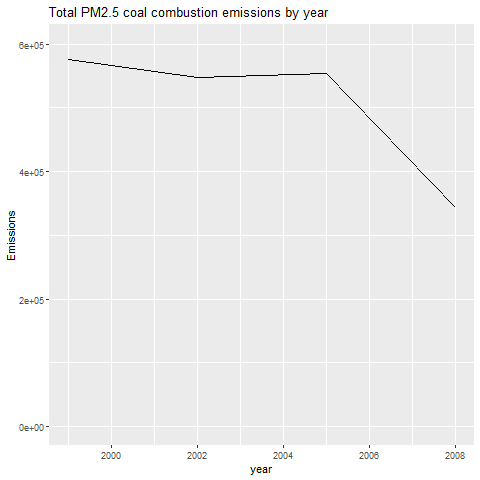 Total PM2.5 coal combustion emissions by year
6e+05
4e+05
2e+05
0e+00
Emissions
2000 2002 2004 2006 2008
year